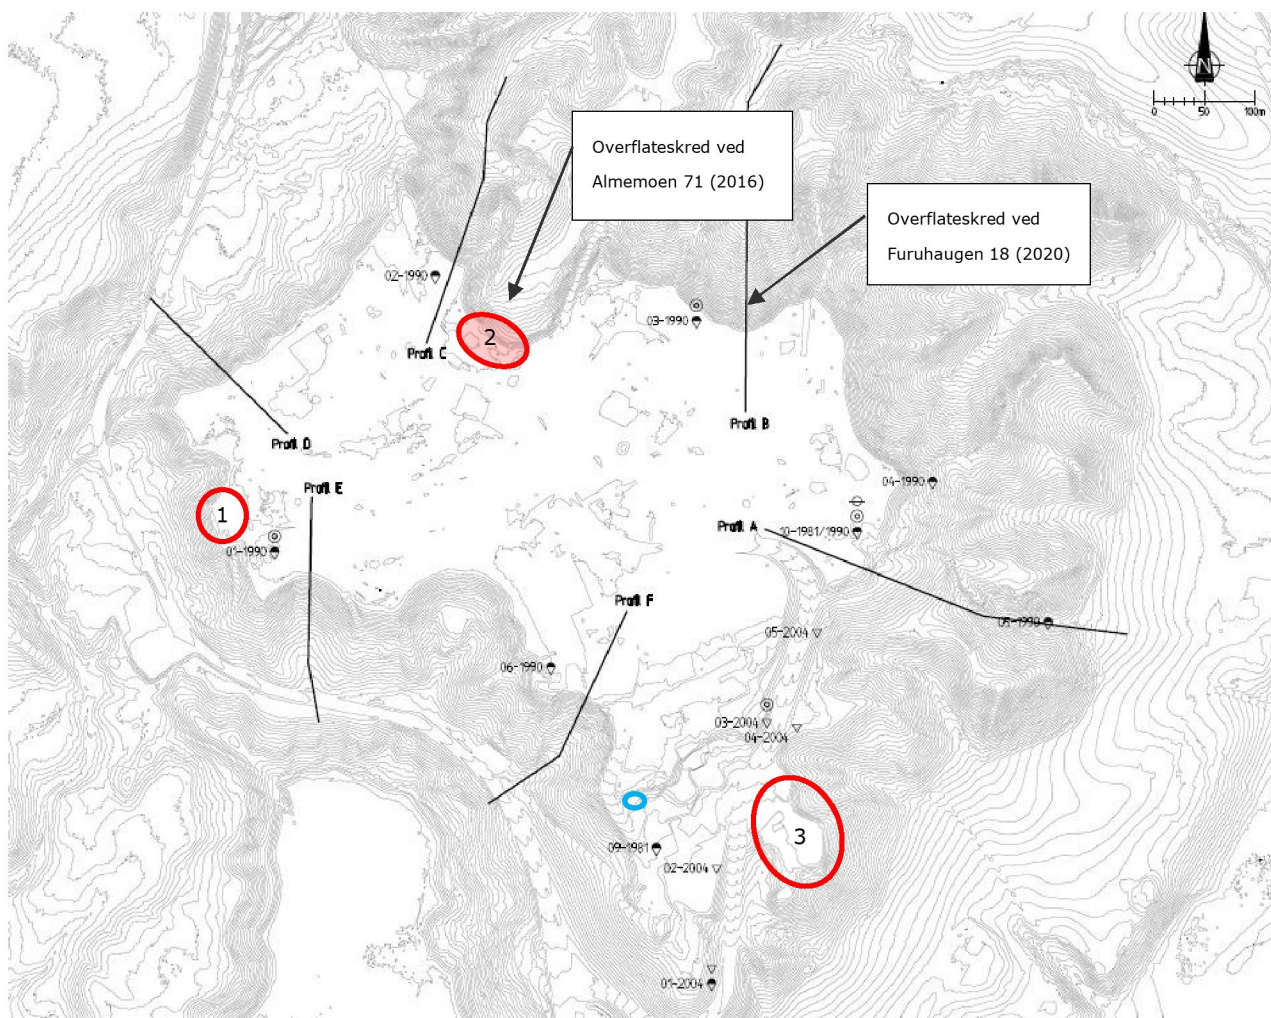 N
0 50 100m
Overflateskred ved
Almemoen 71 (2016)
Overflateskred ved
Furuhaugen 18 (2020)
02-1990
03-1990
2
Profil C
Profil B
Profil D
04-1990
Profil E
1
Profil A
10-1981/1990
01-1990
Profil F
05-1990
05-2004
06-1990
03-2004
04-2004
3
09-1981
02-2004
01-2004